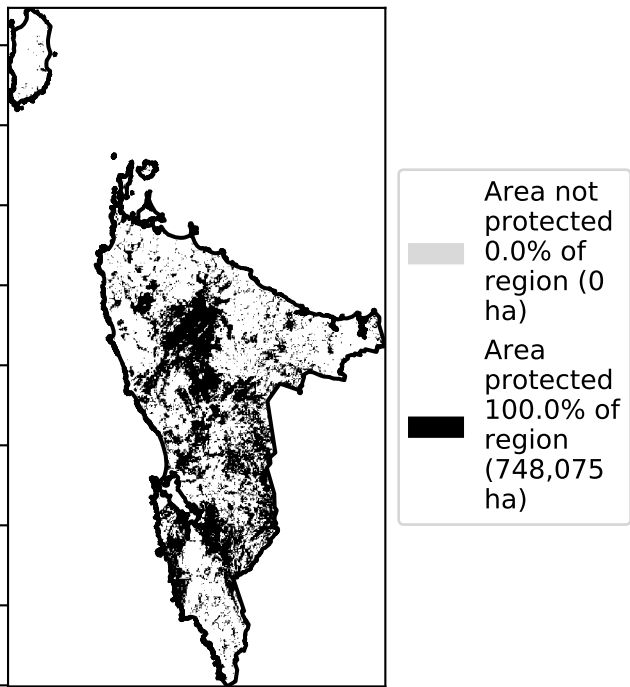 Area not
protected
0.0% of
region (0
ha)
Area
protected
100.0% of
region
(748,075
ha)